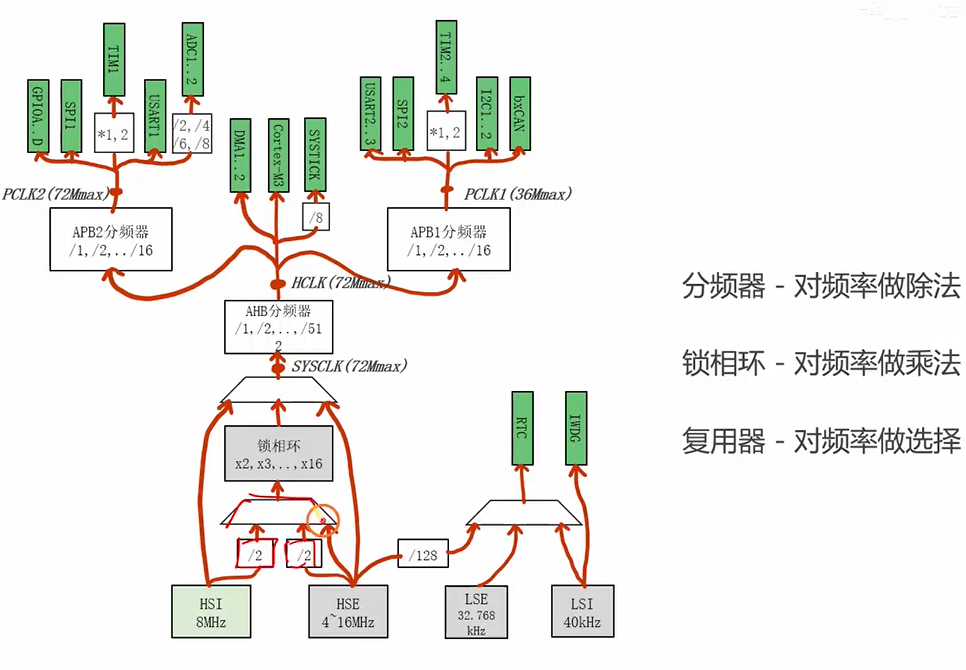 TIM1
ADC1..2
TIM2..4
GPIOA..D
SPI1
USART1
USART2..3
SPI2
I2C1..2
bxCAN
*1,2
/2,/4
/6,/8
*1,2
DMA1..2
Cortex-M3
SYSTICK
PCLK2(72Mmax)
PCLK1(36Mmax)
/8
APB2分频器
/1,/2,../16
APB1分频器
/1,/2,../16
HCLK(72Mmax)
分频器 - 对频率做除法
AHB分频器
/1,/2,..,/51
2
SYSCLK(72Mmax)
锁相环 - 对频率做乘法
RTC
IWDG
锁相环
x2,x3,..,x16
复用器 - 对频率做选择
/2
/2
/128
HSI
8MHz
HSE
4~16MHz
LSE
32.768
kHz
LSI
40kHz